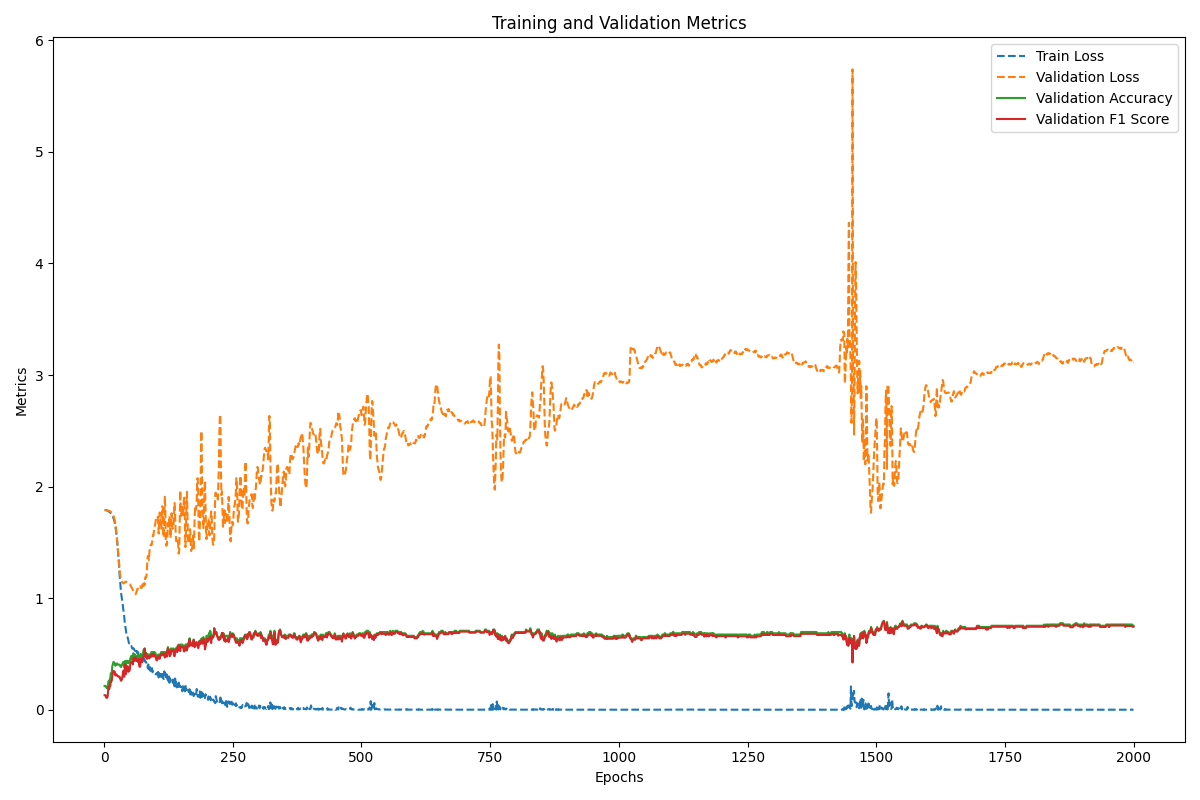 Training and Validation Metrics
6
5
4
3
2
1
0
Metrics
Train Loss
Validation Loss
Validation Accuracy
Validation F1 Score
0
250
500
750
1000
1250
1500
1750
2000
Epochs